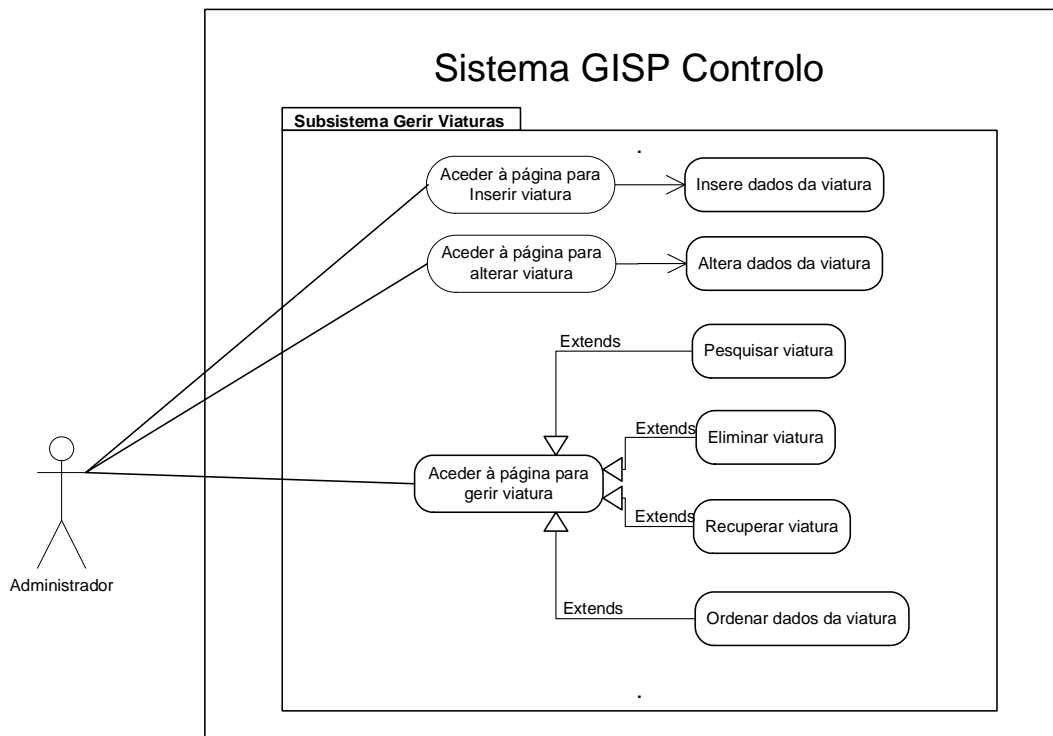 Sistema GISP Controlo
Subsistema Gerir Viaturas
Aceder à página para
Inserir viatura
Insere dados da viatura
Aceder à página para
alterar viatura
Altera dados da viatura
Extends
Pesquisar viatura
Extends
Eliminar viatura
Aceder à página para
gerir viatura
Extends
Recuperar viatura
Administrador
Extends
Ordenar dados da viatura